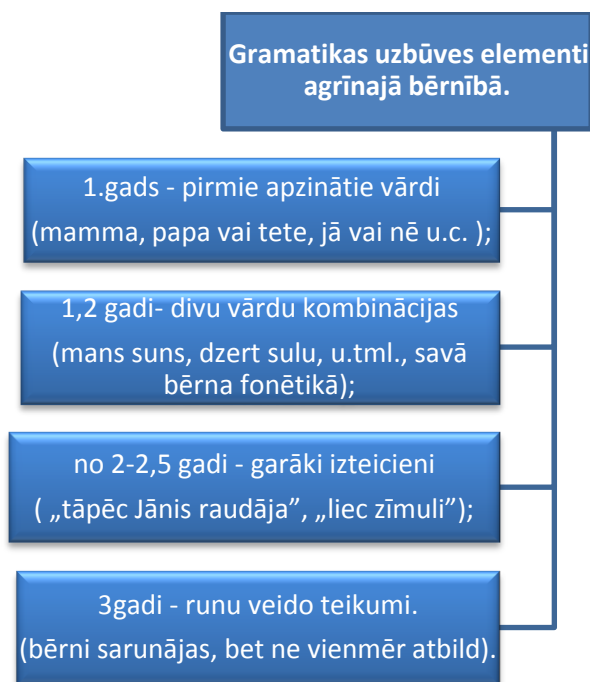 Gramatikas uzbūves elementi
agrīnajā bērnībā.
1.gads - pirmie apzinātie vārdi
(mamma, papa vai tete, jā vai nē u.c. );
1,2 gadi- divu vārdu kombinācijas
(mans suns, dzert sulu, u.tml., savā
bērna fonētikā);
no 2-2,5 gadi - garāki izteicieni
( „tāpēc Jānis raudāja”, „liec zīmuli”);
3gadi - runu veido teikumi.
(bērni sarunājas, bet ne vienmēr atbild).